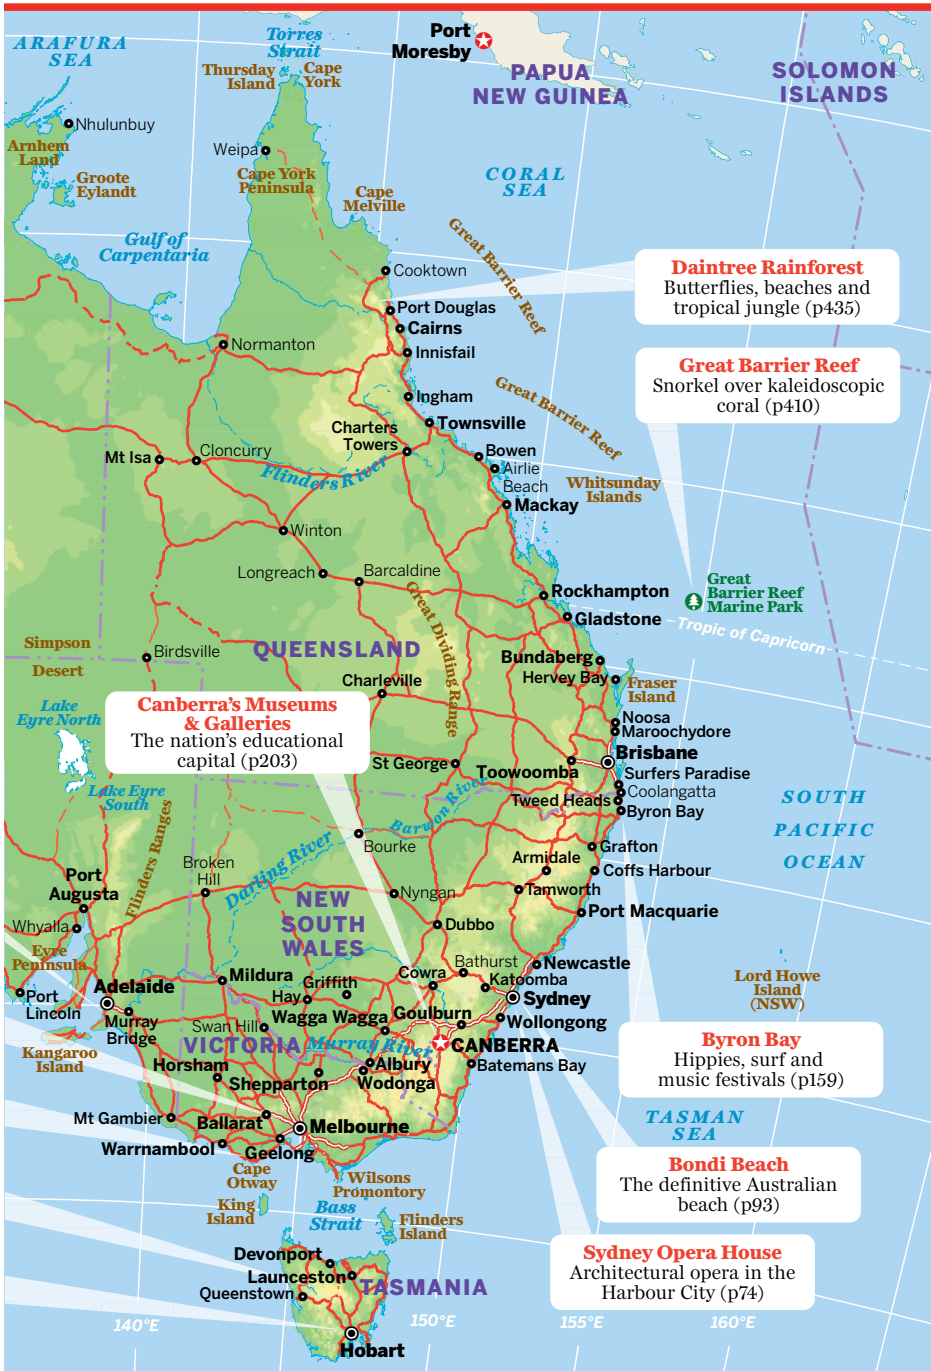 ARAFURA
SEA
Torres
Strait
Port
Moresby
Thursday
Island
Cape
York
PAPUA
NEW GUINEA
SOLOMON
ISLANDS
Nhulunbuy
Arnhem
Land
Weipa
Groote
Eylandt
Cape York
Peninsula
CORAL
SEA
Cape
Melville
Gulf of
Carpentaria
Great Barrier Reef
Cooktown
Daintree Rainforest
Butterflies, beaches and
tropical jungle (p435)
Port Douglas
Cairns
Normanton
Innisfail
Great Barrier Reef
Snorkel over kaleidoscopic
coral (p410)
Ingham
Great Barrier Reef
Townsville
Charters
Towers
Mt Isa
Cloncurry
Flinders River
Bowen
Airlie
Beach
Whitsunday
Islands
Mackay
Winton
Longreach
Barcaldine
Great Dividing Range
Rockhampton
Great
Barrier Reef
Marine Park
Gladstone
Tropic of Capricorn
Simpson
Desert
Birdsville
QUEENSLAND
Bundaberg
Hervey Bay
Charleville
Fraser
Island
Lake
Eyre North
Canberra's Museums
& Galleries
The nation's educational
capital (p203)
Noosa
Maroochydore
Brisbane
St George
Toowoomba
Surfers Paradise
Coolangatta
Lake Eyre
South
Tweed Heads
Byron Bay
SOUTH
PACIFIC
OCEAN
Flinders Ranges
Barwon River
Bourke
Darling River
Grafton
Broken
Hill
Armidale
Coffs Harbour
Port
Augusta
Nyngan
Tamworth
NEW
SOUTH
WALES
Port Macquarie
Whyalla
Dubbo
Eyre
Peninsula
Mildura
Griffith
Cowra
Bathurst
Katoomba
Newcastle
Lord Howe
Island
(NSW)
Adelaide
Port
Lincoln
Hay
Sydney
Murray
Bridge
Swan Hill
Wagga Wagga
Goulburn
Wollongong
Kangaroo
Island
VICTORIA
Murray River
CANBERRA
Byron Bay
Hippies, surf and
music festivals (p159)
Horsham
Shepparton
Albury
Wodonga
Batemans Bay
Mt Gambier
Ballarat
Melbourne
TASMAN
SEA
Warrnambool
Geelong
Bondi Beach
The definitive Australian
beach (p93)
Cape
Otway
Wilsons
Promontory
King
Island
Bass
Strait
Flinders
Island
Devonport
Launceston
Queenstown
TASMANIA
Sydney Opera House
Architectural opera in the
Harbour City (p74)
Hobart
140°E
150°E
155°E
160°E